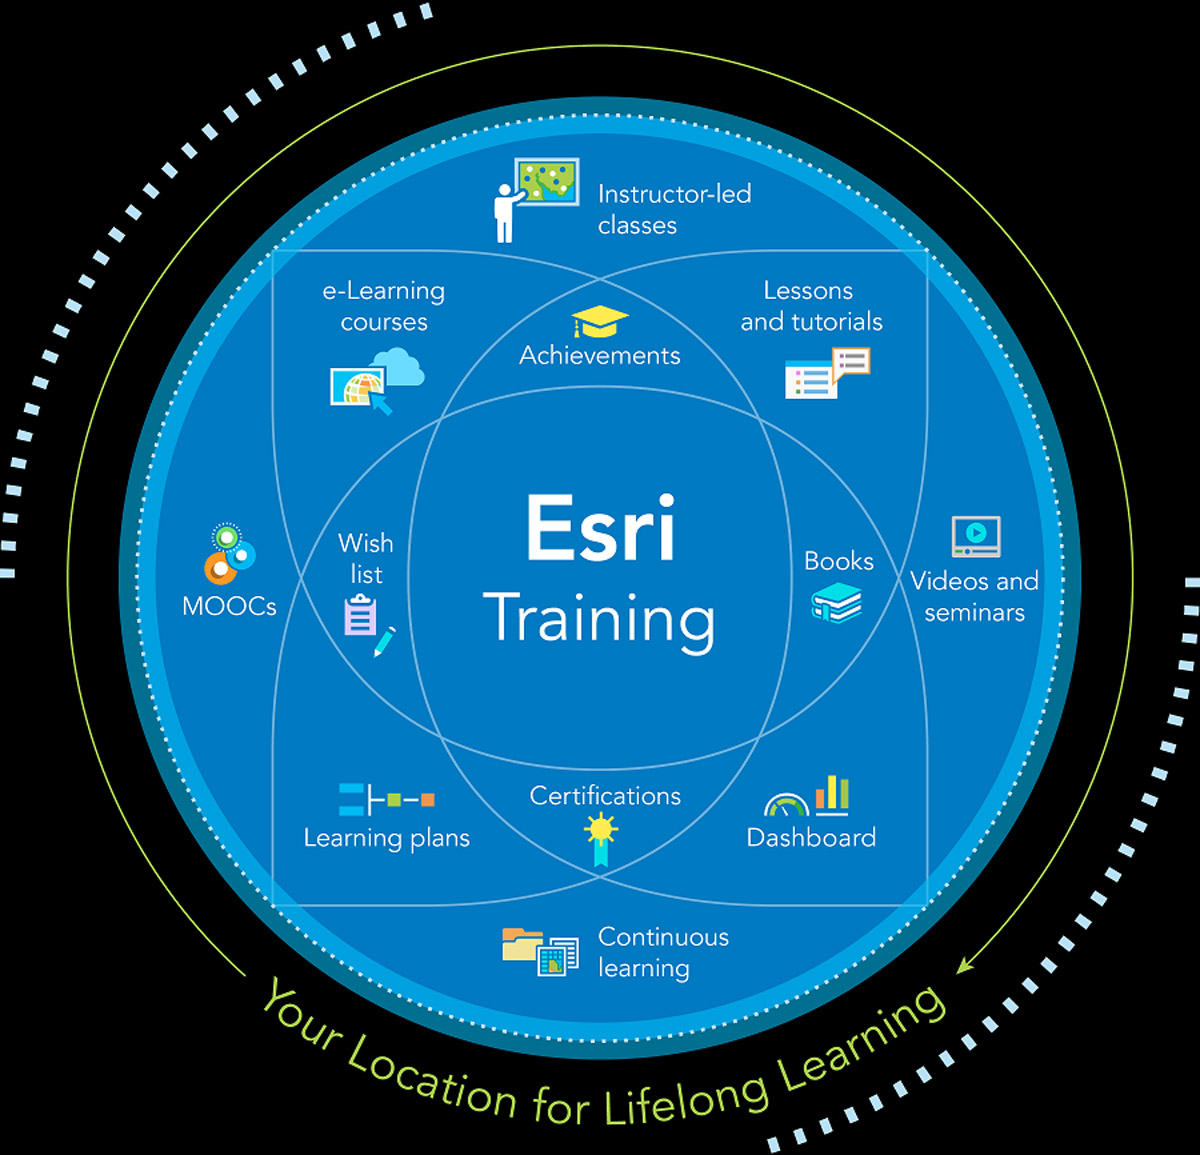 Instructor-led
classes
e-Learning
courses
Lessons
and tutorials
Achievements
Esri
Training
Wish
list
Books
MOOCs
Videos and
seminars
Certifications
Learning plans
Dashboard
Continuous
learning
Your Location for Lifelong Learning